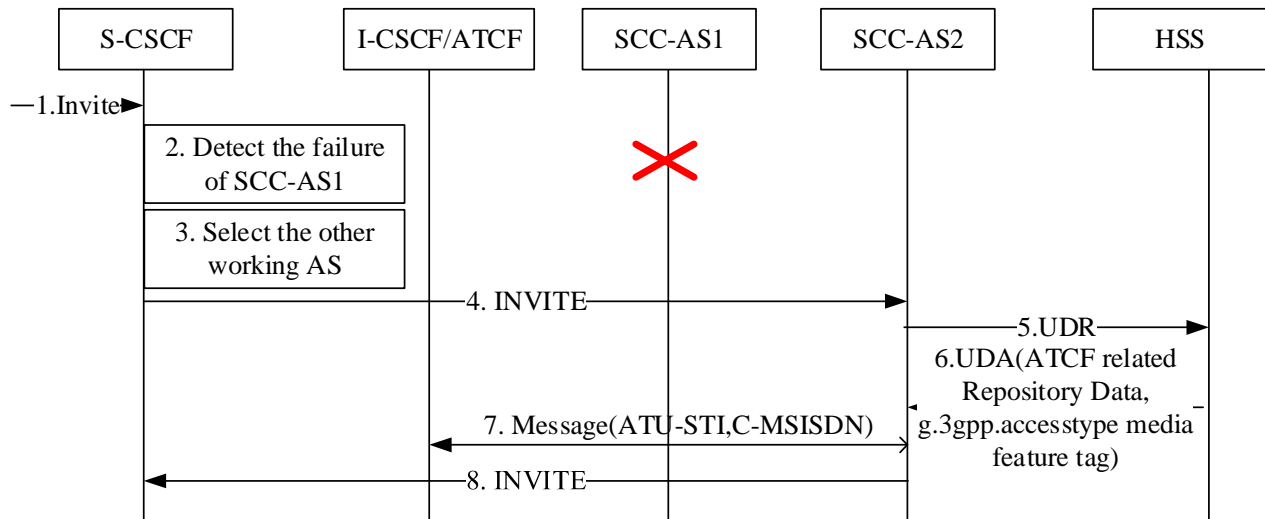 S-CSCF
I-CSCF/ATCF
SCC-AS1
SCC-AS2
HSS
1.Invite
2. Detect the failure
of SCC-AS1
3. Select the other
working AS
4. INVITE
5.UDR
6.UDA(ATCF related
Repository Data,
g.3gpp.accesstype media
feature tag)
7. Message(ATU-STI,C-MSISDN)
8. INVITE